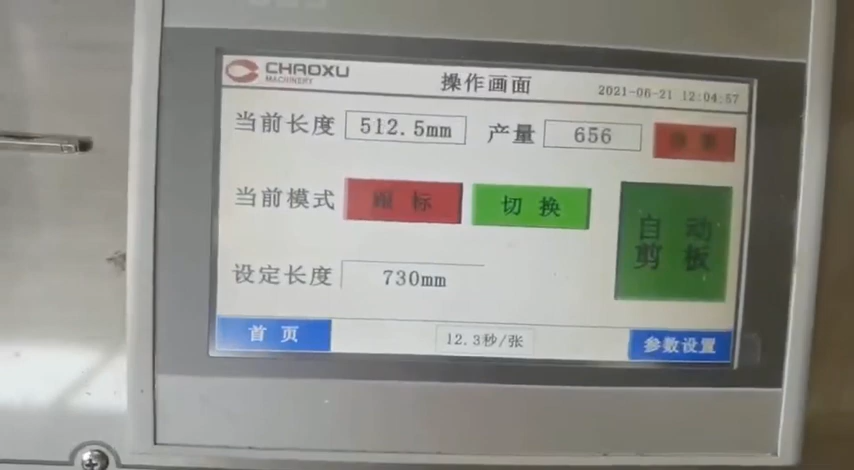 CHAOXU
MACHINERY
操作画面
2021-06-21 12:04:57
当前长度 512.5mm 产量 656
当前模式 跟 标 切 换
自 动
剪 板
设定长度 730mm
首 页 12.3秒/张 参数设置